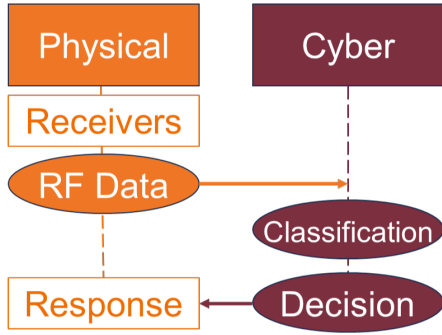 Physical
Cyber
Receivers
RF Data
Classification
Response
Decision